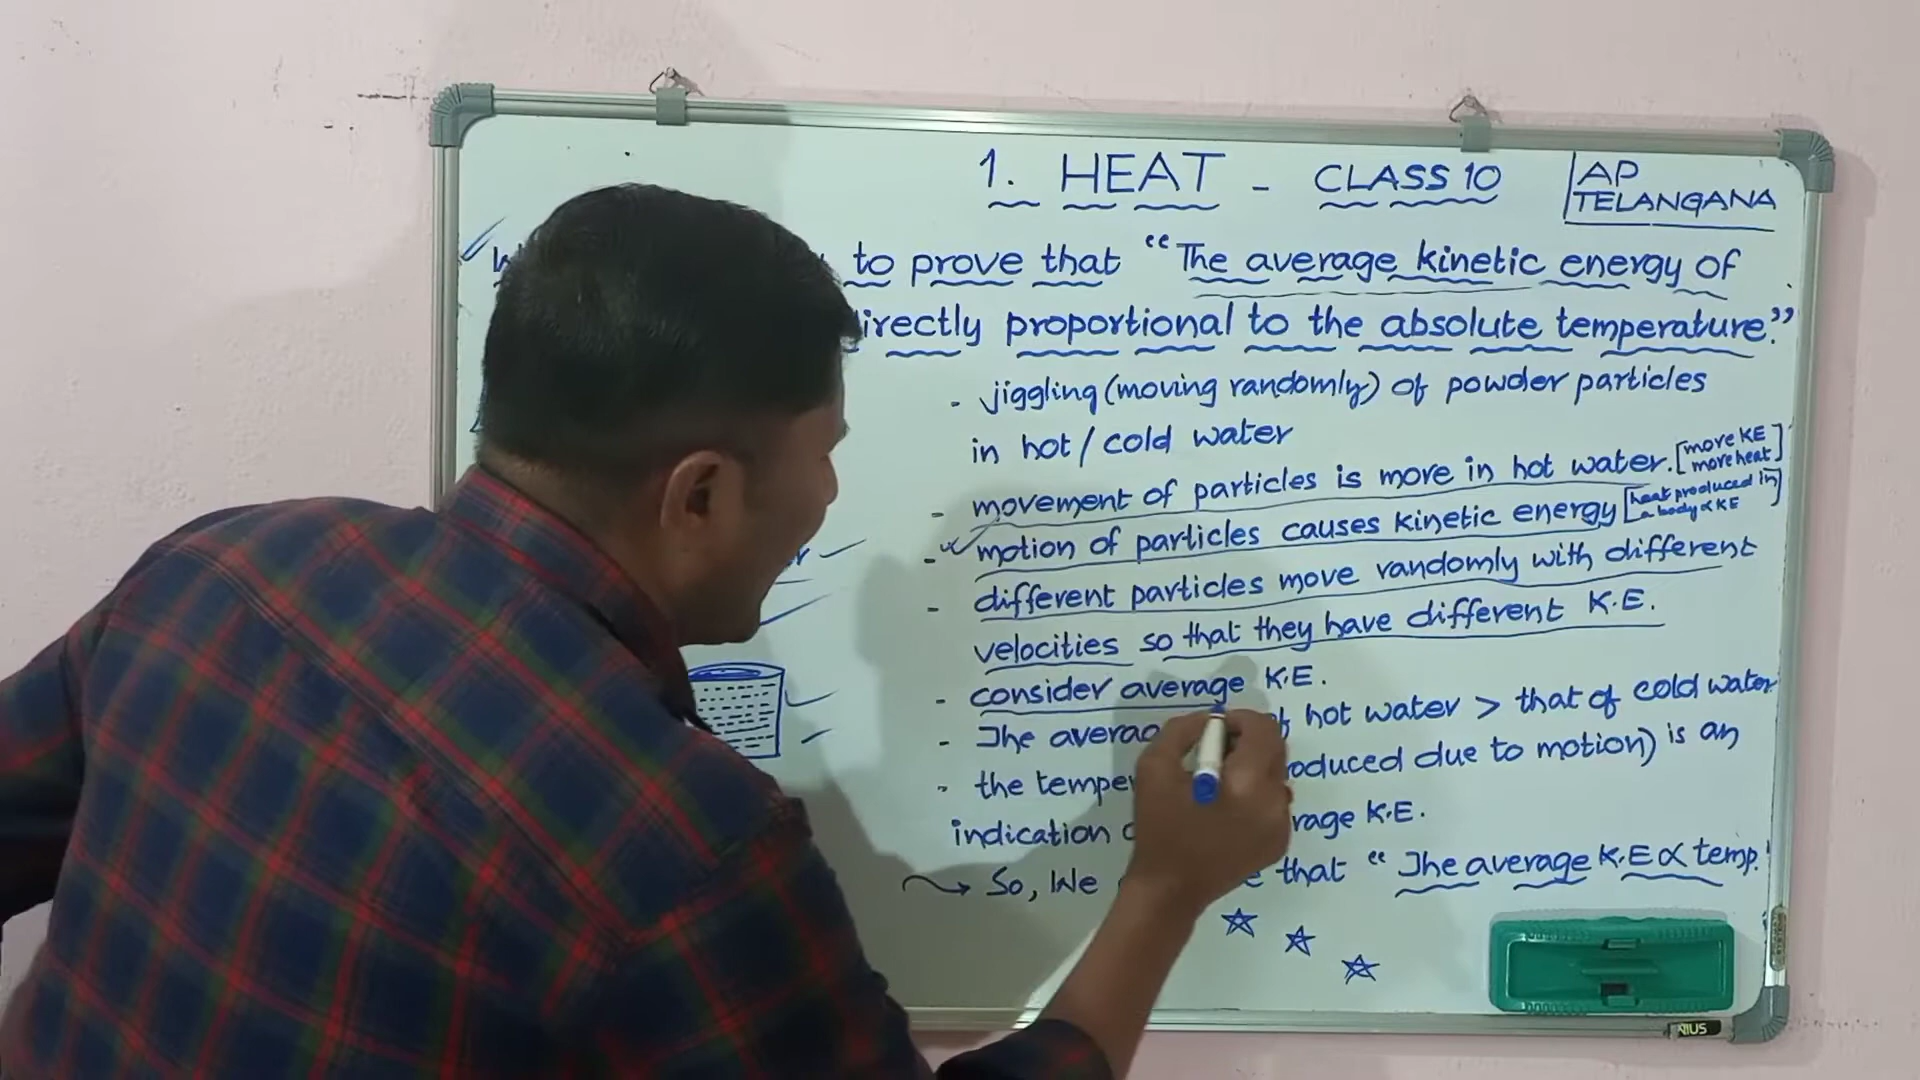 1. HEAT - CLASS 10
AP
TELANGANA
to prove that “The average kinetic energy of
directly proportional to the absolute temperature.”
- jiggling (moving randomly) of powder particles
in hot / cold water
- movement of particles is more in hot water. [more KE
more heat]
- motion of particles causes kinetic energy [heat produced in
a body ∝ KE]
- different particles move randomly with different
velocities so that they have different K.E.
- consider average K.E.
- The average of hot water > that of cold water
- the due to motion) is an
indication K.E.
→ So, We that “The average K.E ∝ temp.